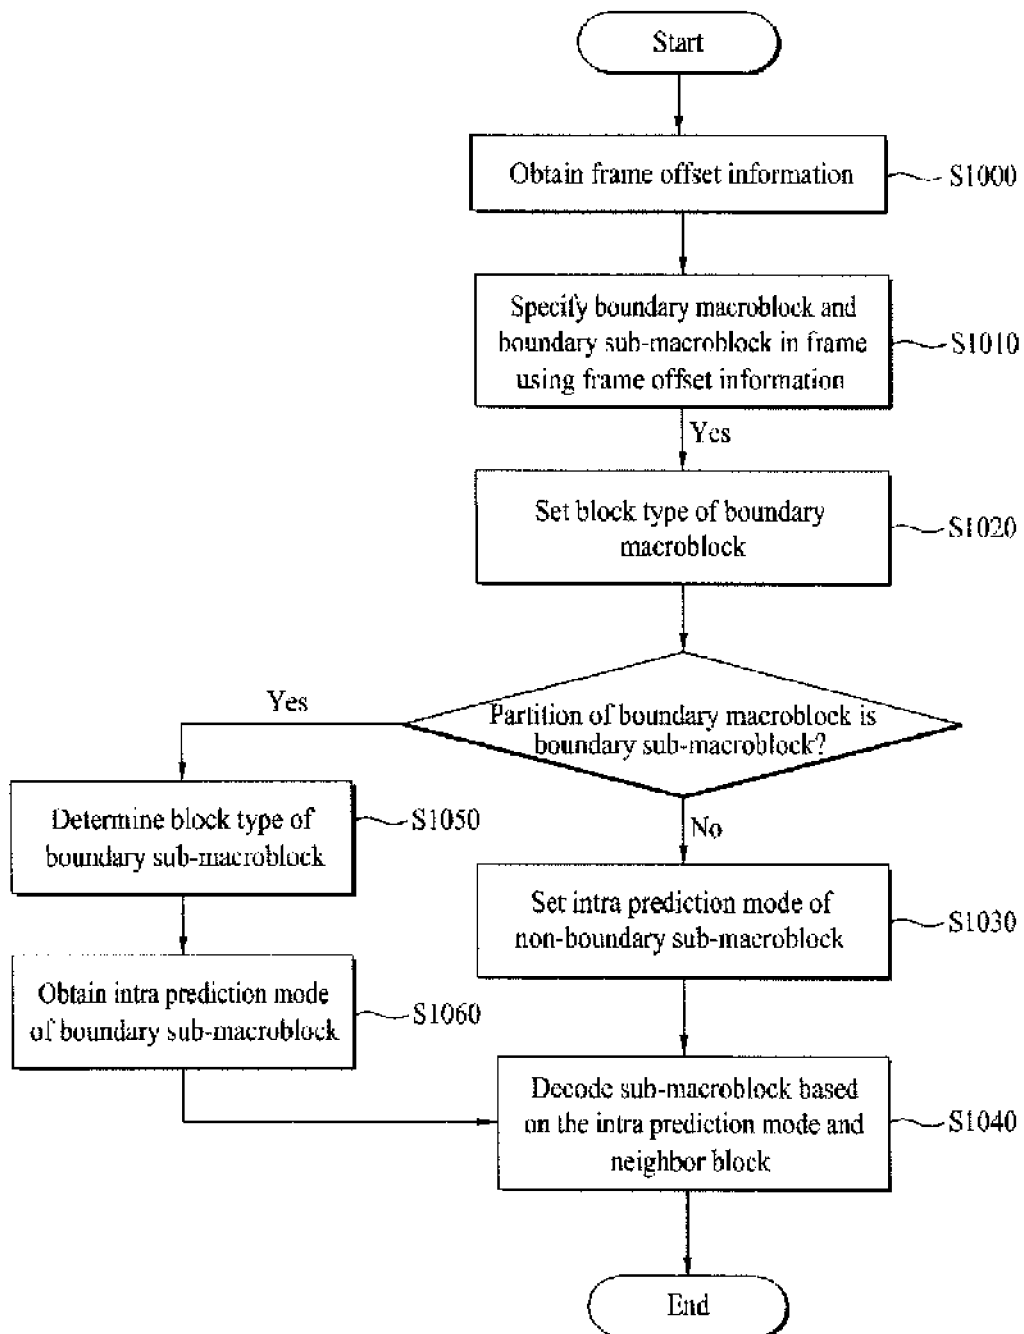 Start
Obtain frame offset information
S1000
Specify boundary macroblock and
boundary sub-macroblock in frame
using frame offset information
S1010
Yes
Set block type of boundary
macroblock
S1020
Partition of boundary macroblock is
boundary sub-macroblock?
Yes
Determine block type of
boundary sub-macroblock
S1050
Obtain intra prediction mode
of boundary sub-macroblock
S1060
No
Set intra prediction mode of
non-boundary sub-macroblock
S1030
Decode sub-macroblock based
on the intra prediction mode and
neighbor block
S1040
End